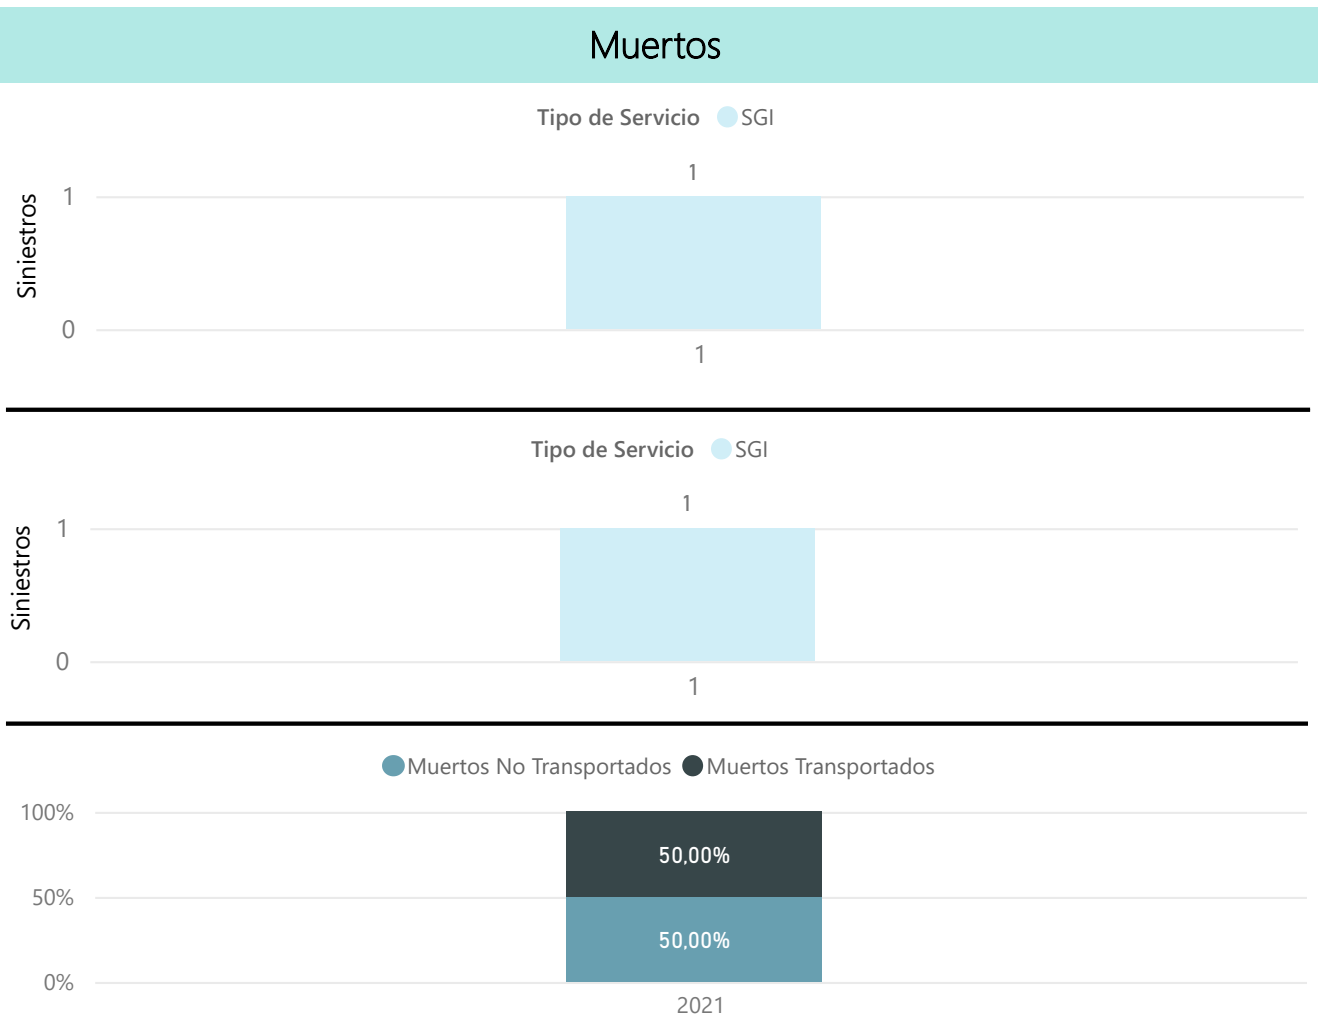 Muertos
Tipo de Servicio SGI
1
Siniestros
1
0
1
Tipo de Servicio SGI
1
Siniestros
1
0
1
Muertos No Transportados Muertos Transportados
100%
50,00%
50%
50,00%
0%
2021